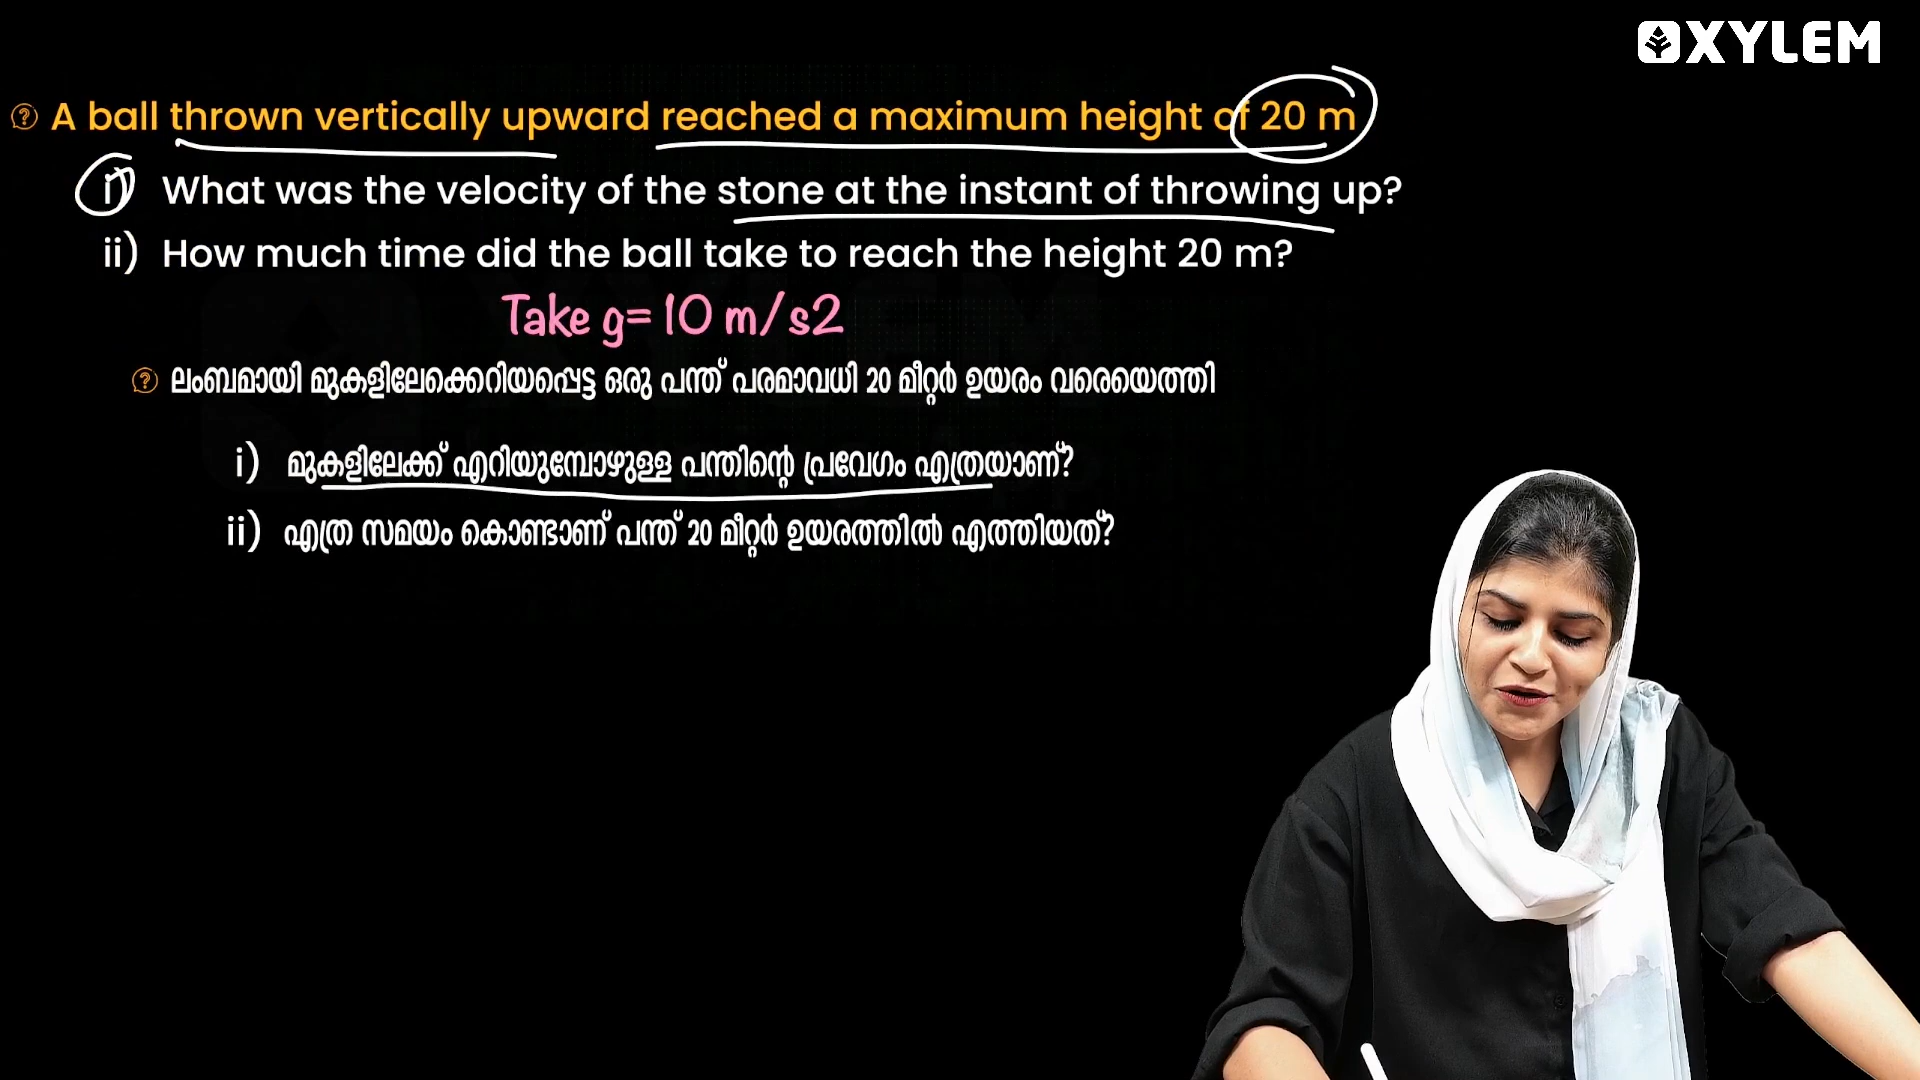 XYLEM
A ball thrown vertically upward reached a maximum height of 20 m
i) What was the velocity of the stone at the instant of throwing up?
ii) How much time did the ball take to reach the height 20 m?
Take g= 10 m/s2
ലംബമായി മുകളിലേക്കെറിയപ്പെട്ട ഒരു പന്ത് പരമാവധി 20 മീറ്റർ ഉയരം വരെയെത്തി
i) മുകളിലേക്ക് എറിയുമ്പോഴുള്ള പന്തിന്റെ പ്രവേഗം എത്രയാണ്?
ii) എത്ര സമയം കൊണ്ടാണ് പന്ത് 20 മീറ്റർ ഉയരത്തിൽ എത്തിയത്?